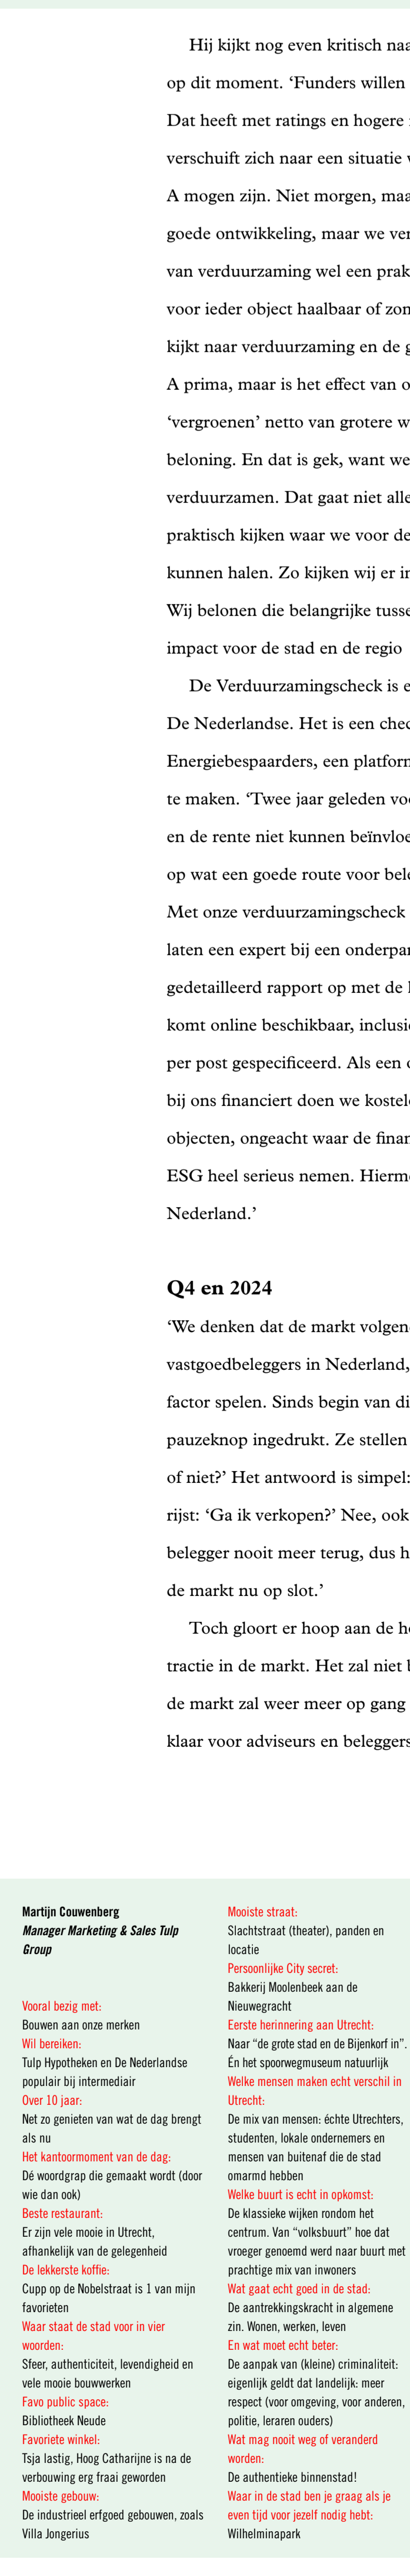 Hij kijkt nog even kritisch
op dit moment. ‘Funders willen
Dat heeft met ratings en hogere
verschuift zich naar een situatie
A mogen zijn. Niet morgen,
goede ontwikkeling, maar we
van verduurzaming wel een
voor ieder object haalbaar of
kijkt naar verduurzaming en de
A prima, maar is het effect van
‘vergroenen’ netto van grotere
beloning. En dat is gek, want we
verduurzamen. Dat gaat niet
praktisch kijken waar we voor
kunnen halen. Zo kijken wij er
Wij belonen die belangrijke
impact voor de stad en de regio
De Verduurzamingscheck is
De Nederlandse. Het is een
Energiebespaarders, een
te maken. ‘Twee jaar geleden
en de rente niet kunnen
op wat een goede route voor
Met onze verduurzamingscheck
laten een expert bij een
gedetailleerd rapport op met de
komt online beschikbaar,
per post gespecificeerd. Als een
bij ons financiert doen we
objecten, ongeacht waar de
ESG heel serieus nemen.
Nederland.’
Q4 en 2024
‘We denken dat de markt
vastgoedbeleggers in Nederland,
factor spelen. Sinds begin van
pauzeknop ingedrukt. Ze stellen
of niet?’ Het antwoord is simpel:
rijst: ‘Ga ik verkopen?’ Nee, ook
belegger nooit meer terug, dus
de markt nu op slot.’
Toch gloort er hoop aan de
tractie in de markt. Het zal niet
de markt zal weer meer op gang
klaar voor adviseurs en
Martijn Couwenberg
Manager Marketing & Sales Tulp
Group
Vooral bezig met:
Bouwen aan onze merken
Wil bereiken:
Tulp Hypotheken en De Nederlandse
populair bij intermediair
Over 10 jaar:
Net zo genieten van wat de dag brengt
als nu
Het kantoormoment van de dag:
Dé woordgrap die gemaakt wordt (door
wie dan ook)
Beste restaurant:
Er zijn vele mooie in Utrecht,
afhankelijk van de gelegenheid
De lekkerste koffie:
Cupp op de Nobelstraat is 1 van mijn
favorieten
Waar staat de stad voor in vier
woorden:
Sfeer, authenticiteit, levendigheid en
vele mooie bouwwerken
Favo public space:
Bibliotheek Neude
Favoriete winkel:
Tsja lastig, Hoog Catharijne is na de
verbouwing erg fraai geworden
Mooiste gebouw:
De industrieel erfgoed gebouwen, zoals
Villa Jongerius
Mooiste straat:
Slachtstraat (theater), panden en
locatie
Persoonlijke City secret:
Bakkerij Moolenbeek aan de
Nieuwegracht
Eerste herinnering aan Utrecht:
Naar “de grote stad en de Bijenkorf in”.
Én het spoorwegmuseum natuurlijk
Welke mensen maken echt verschil in
Utrecht:
De mix van mensen: échte Utrechters,
studenten, lokale ondernemers en
mensen van buitenaf die de stad
omarmd hebben
Welke buurt is echt in opkomst:
De klassieke wijken rondom het
centrum. Van “volksbuurt” hoe dat
vroeger genoemd werd naar buurt met
prachtige mix van inwoners
Wat gaat echt goed in de stad:
De aantrekkingskracht in algemene
zin. Wonen, werken, leven
En wat moet echt beter:
De aanpak van (kleine) criminaliteit:
eigenlijk geldt dat landelijk: meer
respect (voor omgeving, voor anderen,
politie, leraren ouders)
Wat mag nooit weg of veranderd
worden:
De authentieke binnenstad!
Waar in de stad ben je graag als je
even tijd voor jezelf nodig hebt:
Wilhelminapark